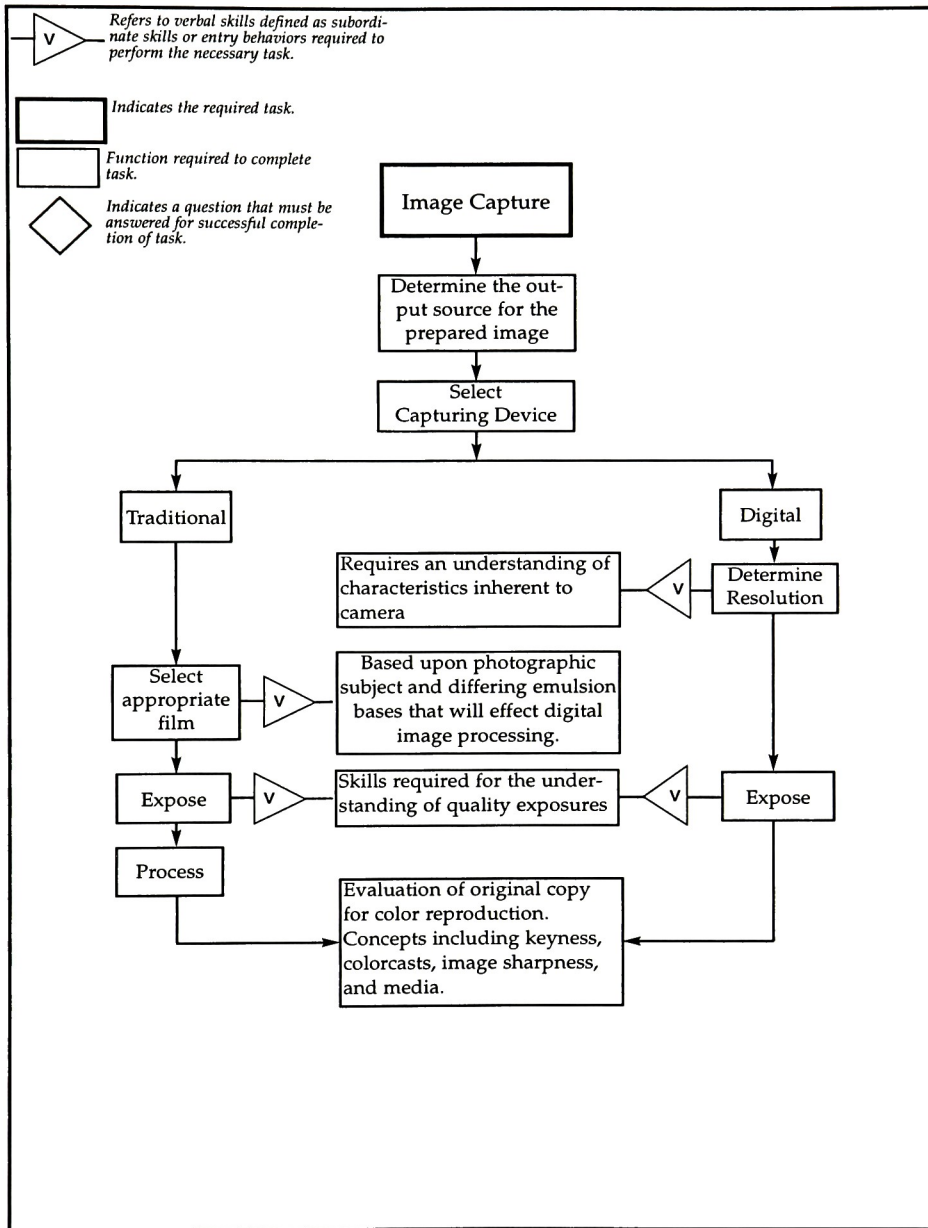 Refers to verbal skills defined as subordi-
nate skills or entry behaviors required to
perform the necessary task.
V
Indicates the required task.
Function required to complete
task.
Indicates a question that must be
answered for successful comple-
tion of task.
Image Capture
Determine the out-
put source for the
prepared image
Select
Capturing Device
Traditional
Digital
Requires an understanding of
characteristics inherent to
camera
V
Determine
Resolution
Select
appropriate
film
V
Based upon photographic
subject and differing emulsion
bases that will effect digital
image processing.
Expose
V
Skills required for the under-
standing of quality exposures
V
Expose
Process
Evaluation of original copy
for color reproduction.
Concepts including keyness,
colorcasts, image sharpness,
and media.